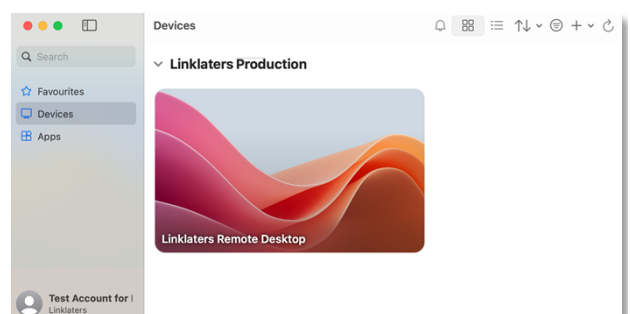 Devices
Search
Favourites
Devices
Apps
Linklaters Production
Linklaters Remote Desktop
Test Account for
Linklaters